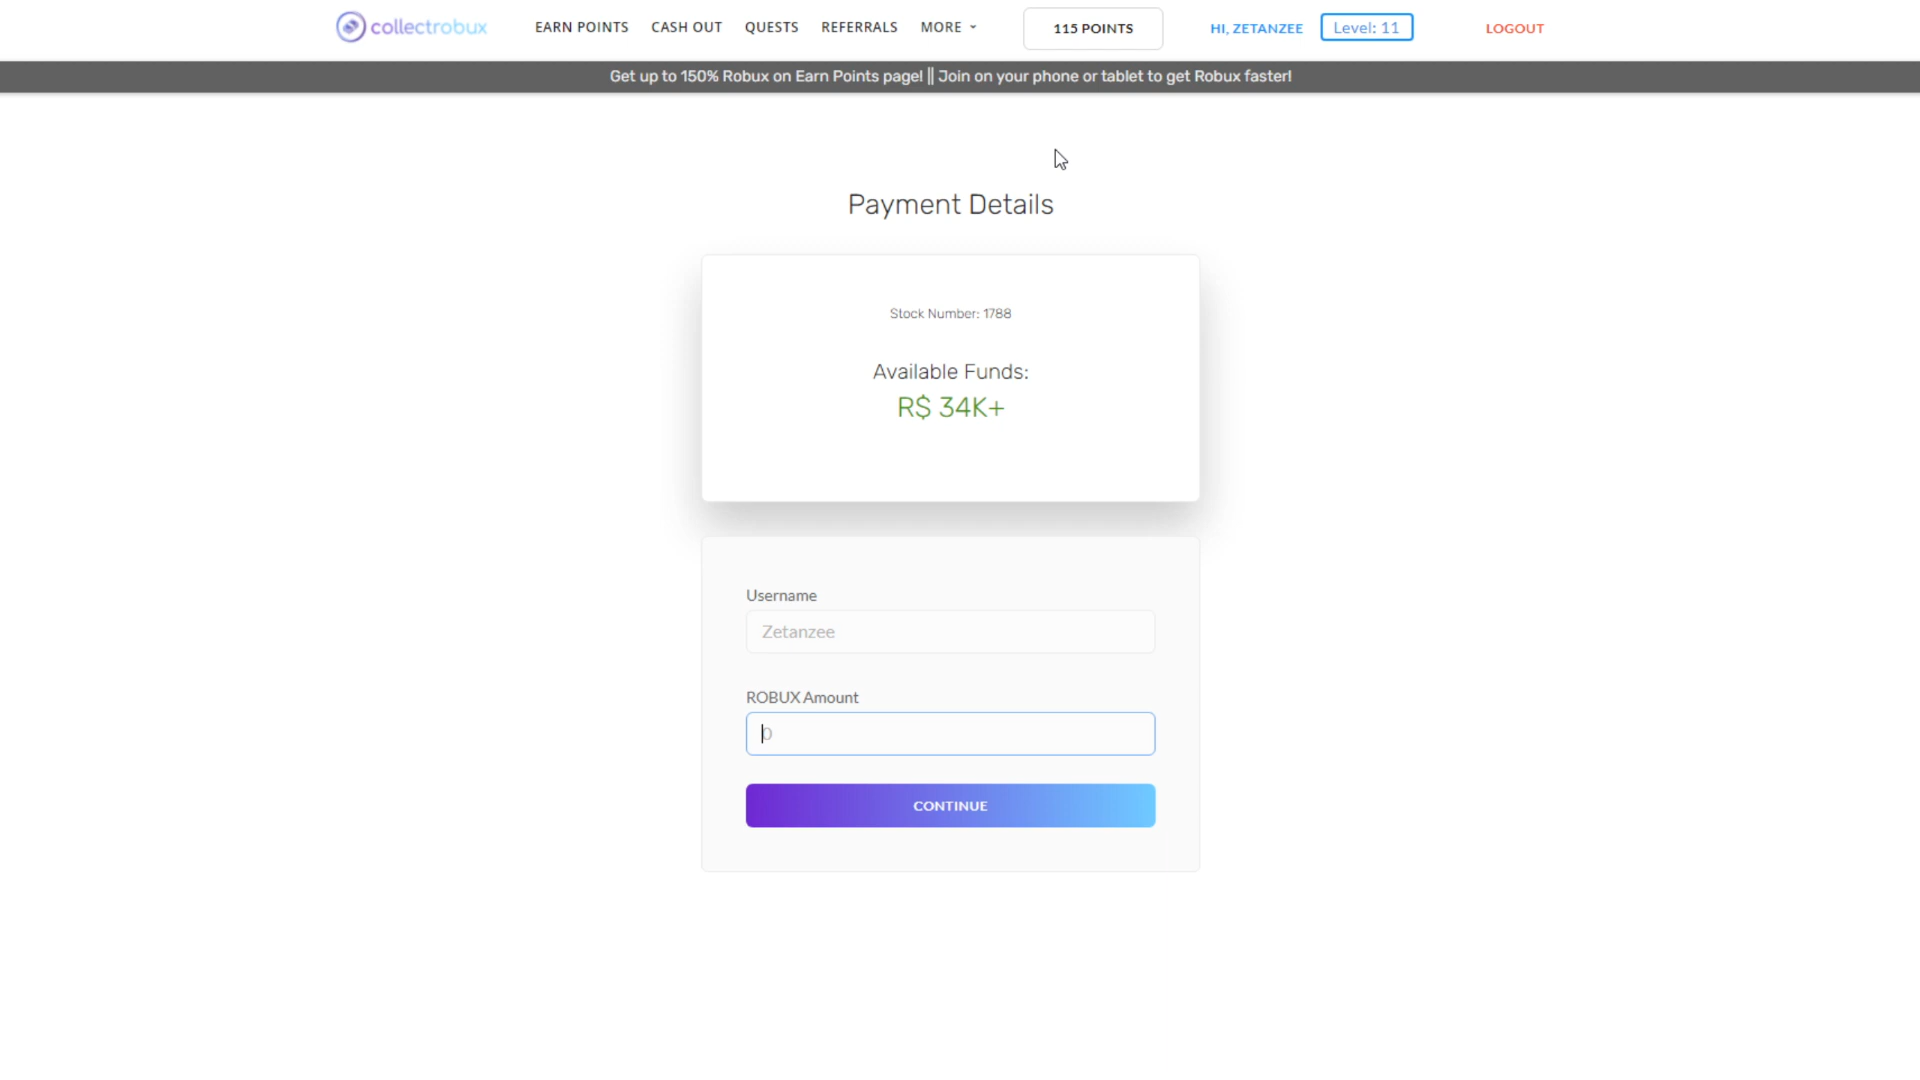 collectrobux EARN POINTS CASH OUT QUESTS REFERRALS MORE 115 POINTS HI, ZETANZEE Level: 11 LOGOUT
Get up to 150% Robux on Earn Points page! || Join on your phone or tablet to get Robux faster!
Payment Details
Stock Number: 1788
Available Funds:
R$ 34K+
Username
Zetanzee
ROBUX Amount
0
CONTINUE